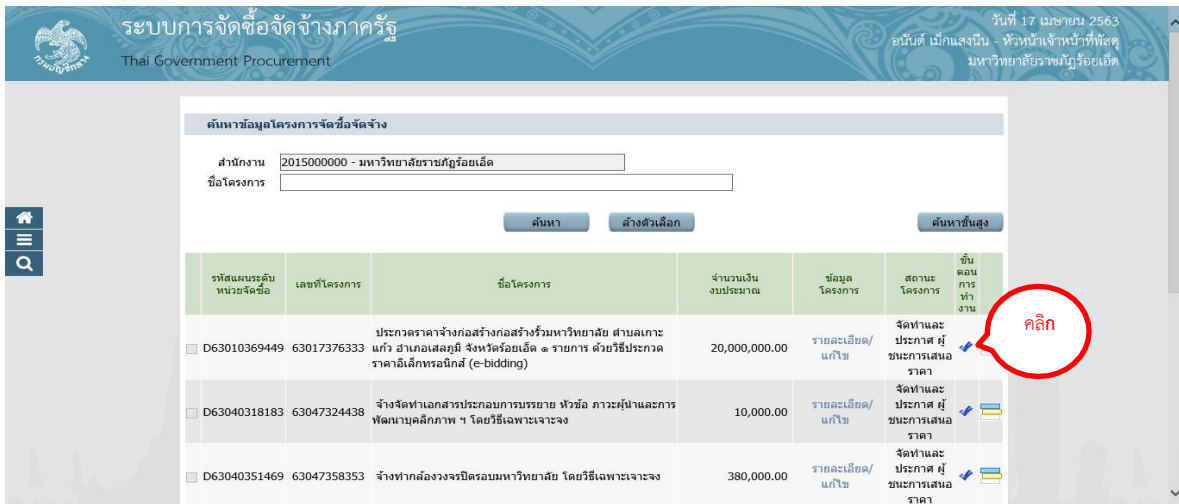 ระบบการจัดซื้อจัดจ้างภาครัฐ
Thai Government Procurement
วันที่ 17 เมษายน 2563
อนันต์ เม็กแสงนึน - หัวหน้าเจ้าหน้าที่พัสดุ
มหาวิทยาลัยราชภัฏร้อยเอ็ด
กรมบัญชีกลาง
ค้นหาข้อมูลโครงการจัดซื้อจัดจ้าง
สำนักงาน 2015000000 - มหาวิทยาลัยราชภัฏร้อยเอ็ด
ชื่อโครงการ
ค้นหา ล้างตัวเลือก ค้นหาขั้นสูง
รหัสแผนระดับ
หน่วยจัดซื้อ
เลขที่โครงการ
ชื่อโครงการ
จำนวนเงิน
งบประมาณ
ข้อมูล
โครงการ
สถานะ
โครงการ
ขั้น
ตอน
การ
ทำ
งาน
D63010369449 63017376333
ประกวดราคาจ้างก่อสร้างก่อสร้างรั้วมหาวิทยาลัย ตำบลเกาะ
แก้ว อำเภอเสลภูมิ จังหวัดร้อยเอ็ด ๑ รายการ ด้วยวิธีประกวด
ราคาอิเล็กทรอนิกส์ (e-bidding)
20,000,000.00
รายละเอียด/
แก้ไข
จัดทำและ
ประกาศ ผู้
ชนะการเสนอ
ราคา
คลิก
D63040318183 63047324438
จ้างจัดทำเอกสารประกอบการบรรยาย หัวข้อ ภาวะผู้นำและการ
พัฒนาบุคลิกภาพ ฯ โดยวิธีเฉพาะเจาะจง
10,000.00
รายละเอียด/
แก้ไข
จัดทำและ
ประกาศ ผู้
ชนะการเสนอ
ราคา
D63040351469 63047358353
จ้างทำกล้องวงจรปิดรอบมหาวิทยาลัย โดยวิธีเฉพาะเจาะจง
380,000.00
รายละเอียด/
แก้ไข
จัดทำและ
ประกาศ ผู้
ชนะการเสนอ
ราคา